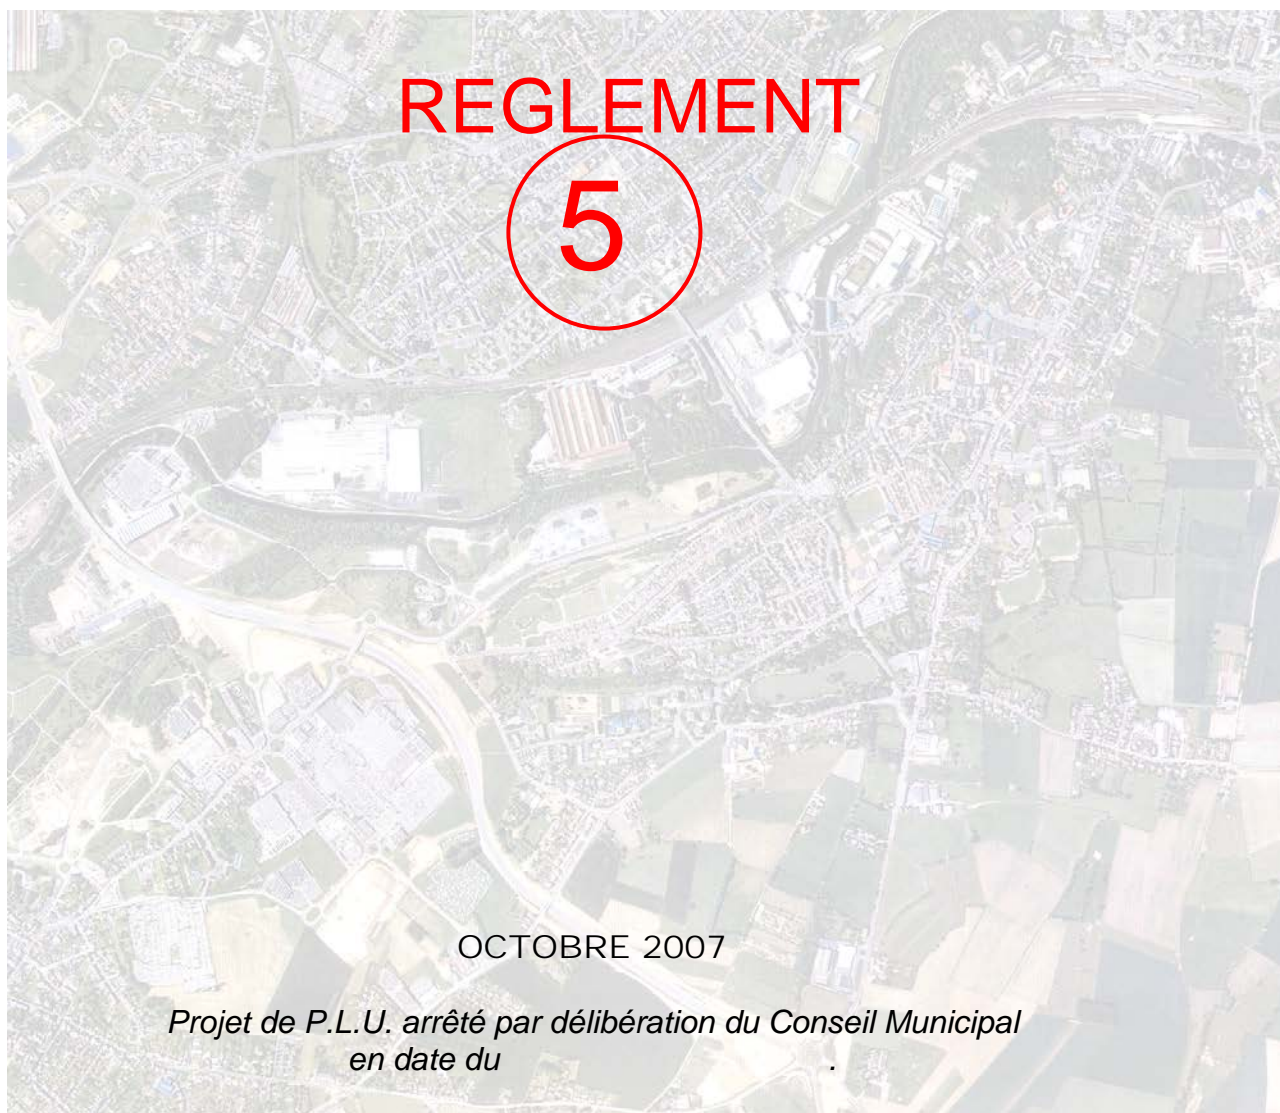 REGLEMENT
5
OCTOBRE 2007
Projet de P.L.U. arrêté par délibération du Conseil Municipal
en date du .